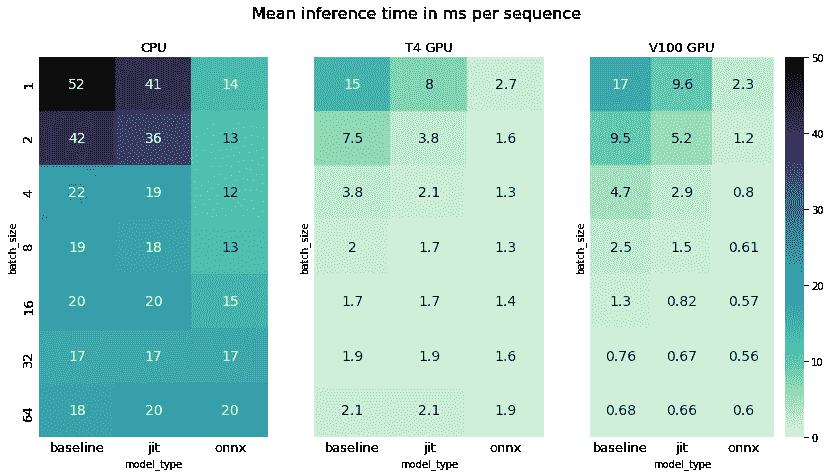 Mean inference time in ms per sequence
CPU
T4 GPU
V100 GPU
batch_size
1 52 41 14
2 42 36 13
4 22 19 12
8 19 18 13
16 20 20 15
32 17 17 17
64 18 20 20
baseline jit onnx
model_type
batch_size
15 8 2.7
7.5 3.8 1.6
3.8 2.1 1.3
2 1.7 1.3
1.7 1.7 1.4
1.9 1.9 1.6
2.1 2.1 1.9
baseline jit onnx
model_type
batch_size
17 9.6 2.3
9.5 5.2 1.2
4.7 2.9 0.8
2.5 1.5 0.61
1.3 0.82 0.57
0.76 0.67 0.56
0.68 0.66 0.6
baseline jit onnx
model_type
50
40
30
20
10
0